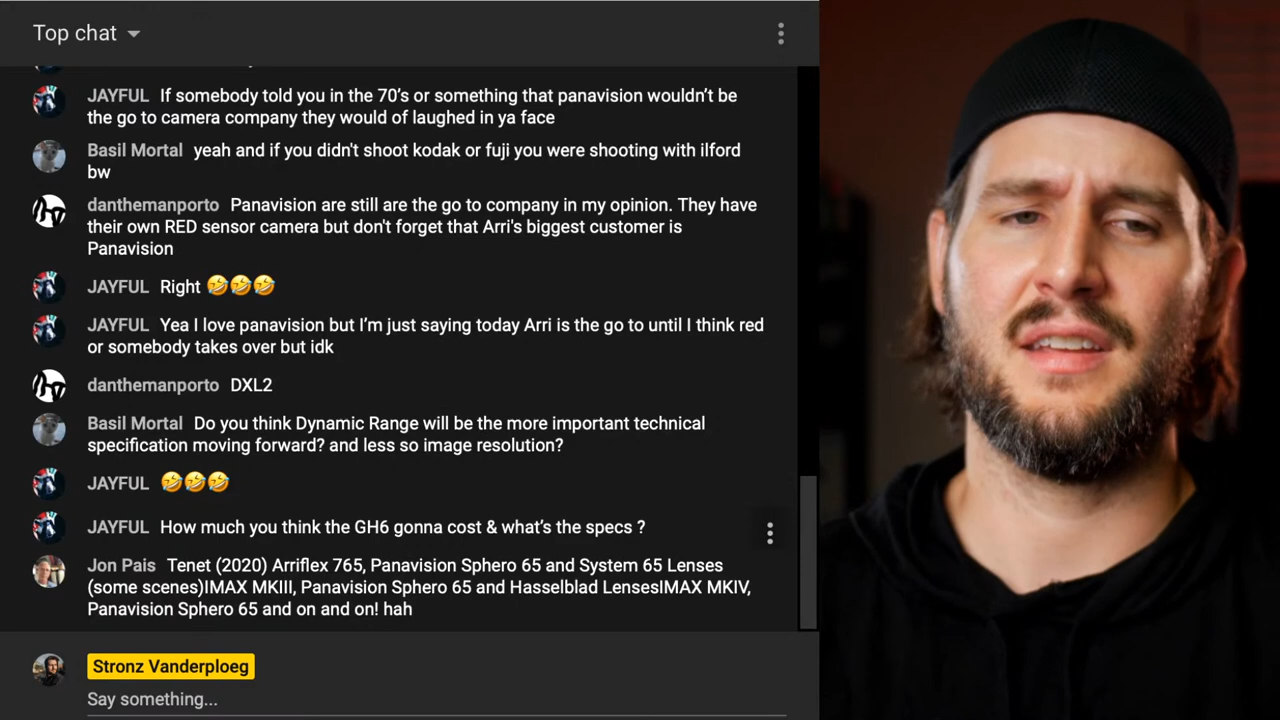 Top chat
JAYFUL If somebody told you in the 70's or something that panavision wouldn't be
the go to camera company they would of laughed in ya face
Basil Mortal yeah and if you didn't shoot kodak or fuji you were shooting with ilford
bw
danthemanporto Panavision are still are the go to company in my opinion. They have
their own RED sensor camera but don't forget that Arri's biggest customer is
Panavision
JAYFUL Right 🤣🤣🤣
JAYFUL Yea I love panavision but I'm just saying today Arri is the go to until I think red
or somebody takes over but idk
danthemanporto DXL2
Basil Mortal Do you think Dynamic Range will be the more important technical
specification moving forward? and less so image resolution?
JAYFUL 🤣🤣🤣
JAYFUL How much you think the GH6 gonna cost & what's the specs ?
Jon Pais Tenet (2020) Arriflex 765, Panavision Sphero 65 and System 65 Lenses
(some scenes)IMAX MKIII, Panavision Sphero 65 and Hasselblad LensesIMAX MKIV,
Panavision Sphero 65 and on and on! hah
Stronz Vanderploeg
Say something...